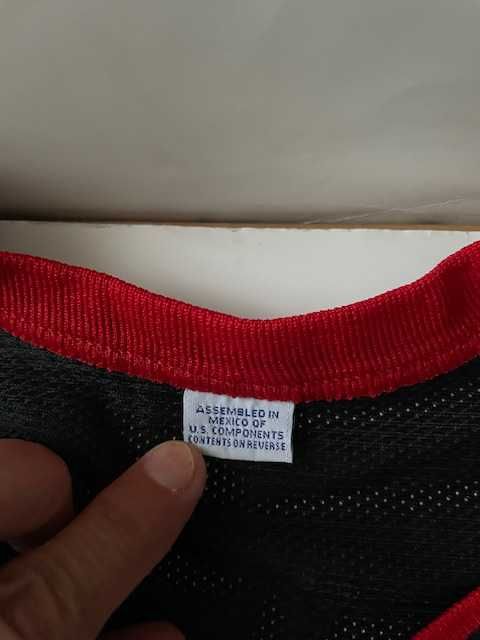 ASSEMBLED IN
MEXICO OF
U.S. COMPONENTS
CONTENTS ON REVERSE